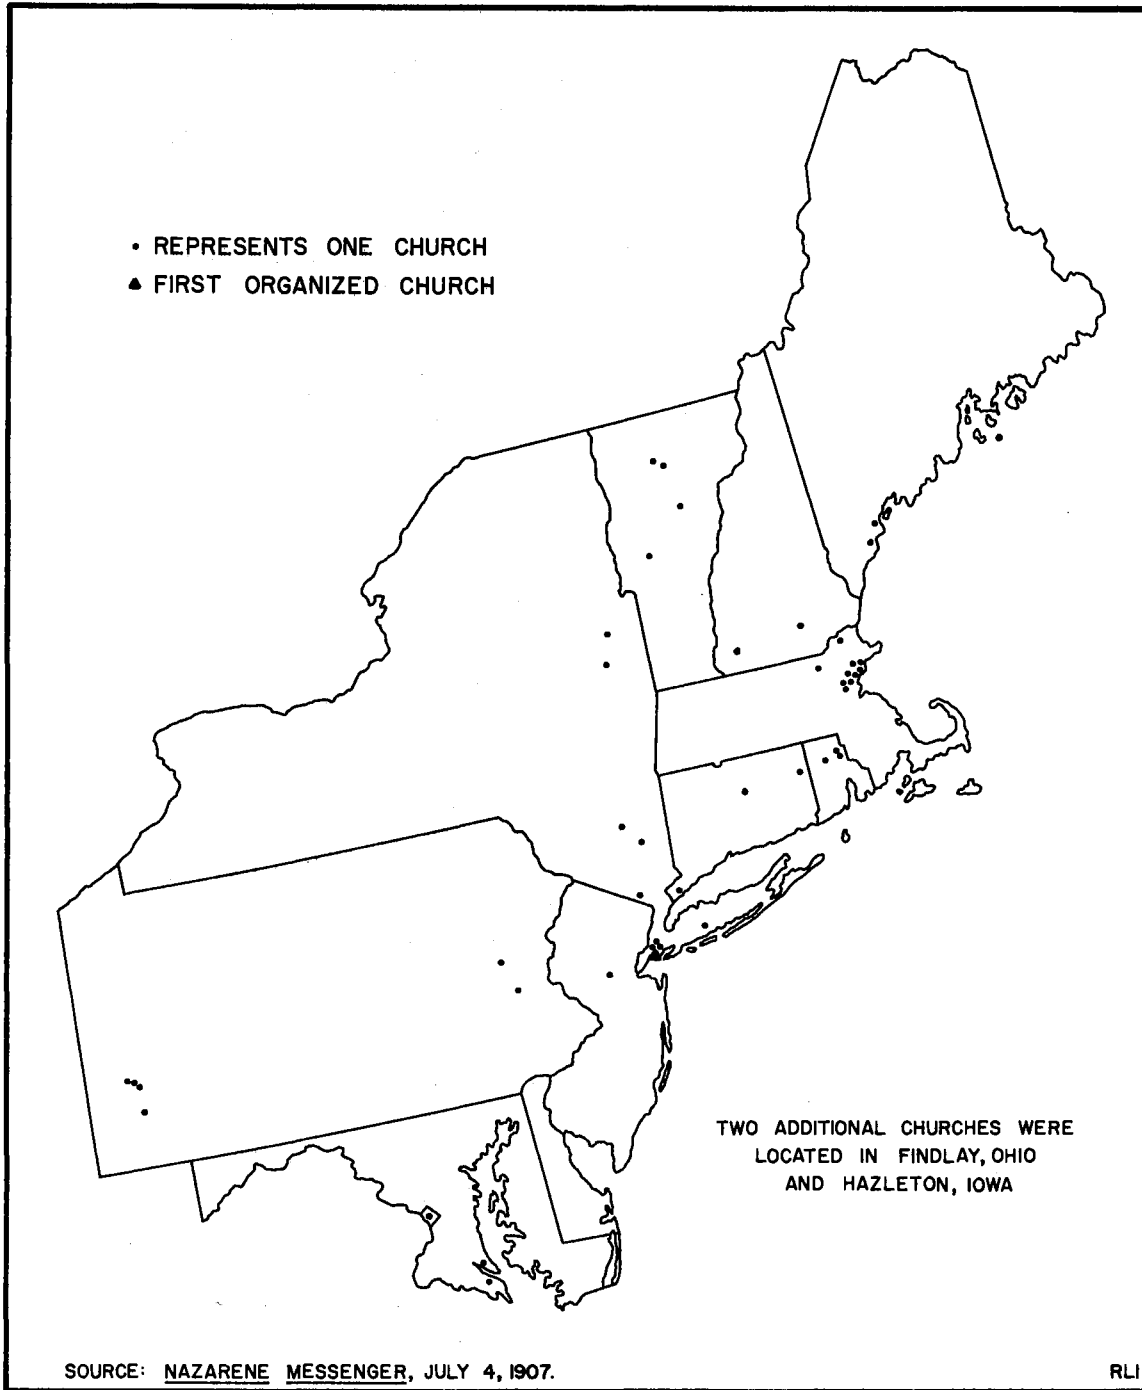 • REPRESENTS ONE CHURCH
▲ FIRST ORGANIZED CHURCH
TWO ADDITIONAL CHURCHES WERE
LOCATED IN FINDLAY, OHIO
AND HAZLETON, IOWA
SOURCE: NAZARENE MESSENGER, JULY 4, 1907.
RLI